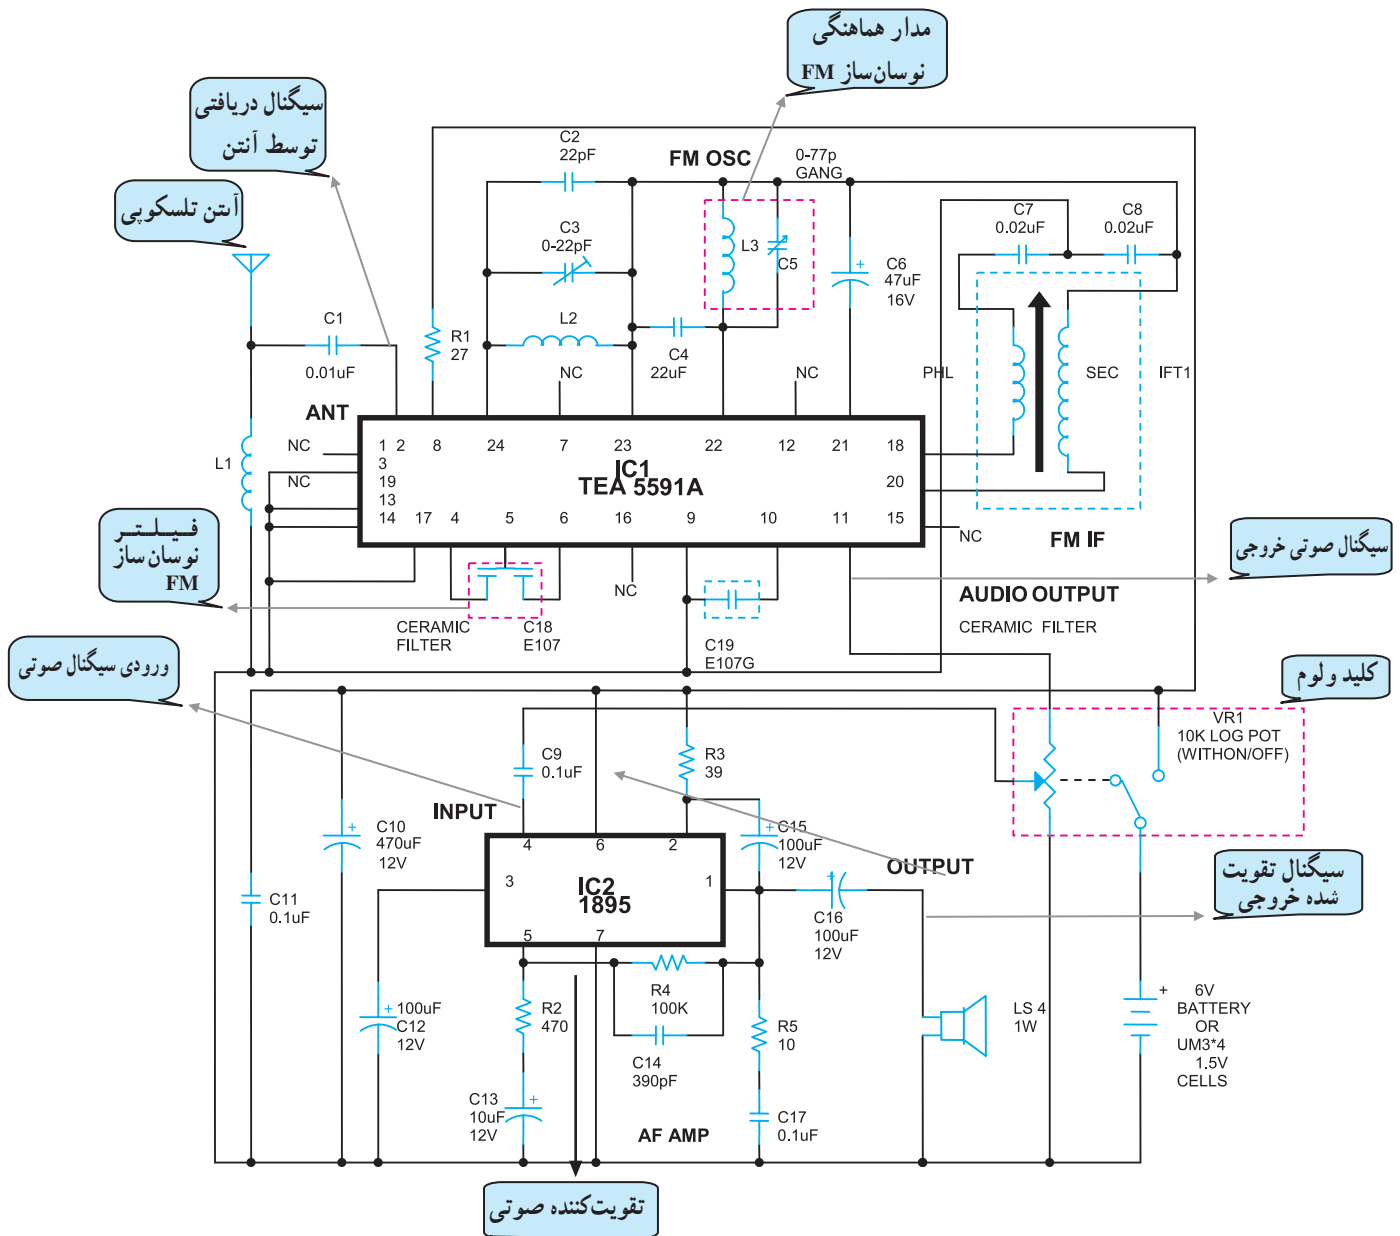 مدار هماهنگی
نوسان‌ساز FM
سیگنال دریافتی
توسط آنتن
آنتن تلسکوپی
C2
22pF
FM OSC
0-77p
GANG
C3
0-22pF
L3
C5
C6
47uF
16V
C7
0.02uF
C8
0.02uF
C1
0.01uF
R1
27
L2
C4
22uF
NC
NC
PHL
SEC
IFT1
ANT
L1
NC
NC
1 2 8 24 7 23 22 12 21 18
3
19
13
14
20
15
IC1
TEA 5591A
17 4 5 6 16 9 10 11
NC
NC
FM IF
فیلتر
نوسان ساز
FM
سیگنال صوتی خروجی
CERAMIC
FILTER
C18
E107
C19
E107G
AUDIO OUTPUT
CERAMIC FILTER
ورودی سیگنال صوتی
کلید ولوم
VR1
10K LOG POT
(WITHON/OFF)
C9
0.1uF
R3
39
INPUT
C10
470uF
12V
C15
100uF
12V
OUTPUT
4 6 2
3
1
5 7
IC2
1895
C11
0.1uF
C16
100uF
12V
سیگنال تقویت
شده خروجی
100uF
C12
12V
R2
470
R4
100K
C14
390pF
R5
10
LS 4
1W
+ 6V
BATTERY
OR
UM3*4
1.5V
CELLS
C13
10uF
12V
C17
0.1uF
AF AMP
تقویت‌کننده صوتی